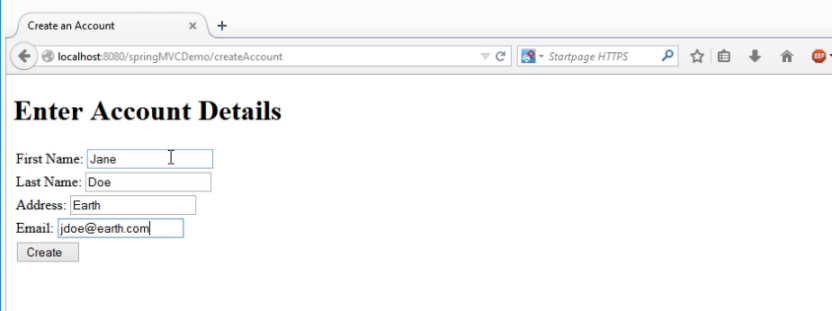 Create an Account
localhost:8080/springMVCDemo/createAccount
Startpage HTTPS
Enter Account Details
First Name: Jane
Last Name: Doe
Address: Earth
Email: jdoe@earth.com
Create